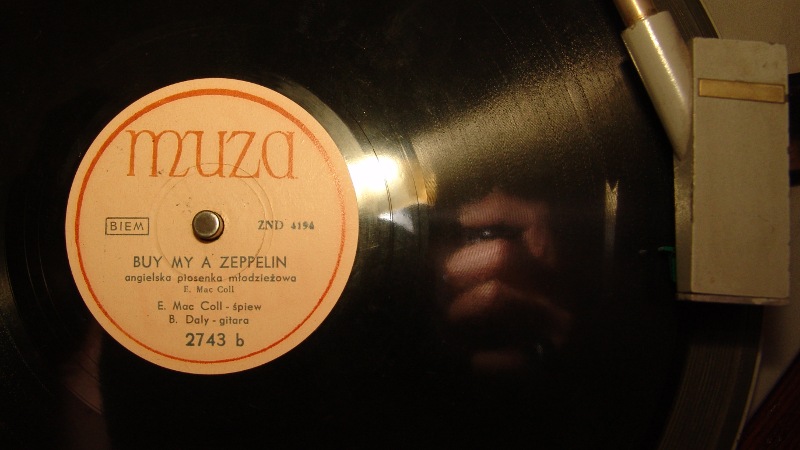 muza
BIEM ZND 4194
BUY MY A ZEPPELIN
angielska piosenka młodzieżowa
E. Mac Coll
E. Mac Coll - śpiew
B. Daly - gitara
2743 b